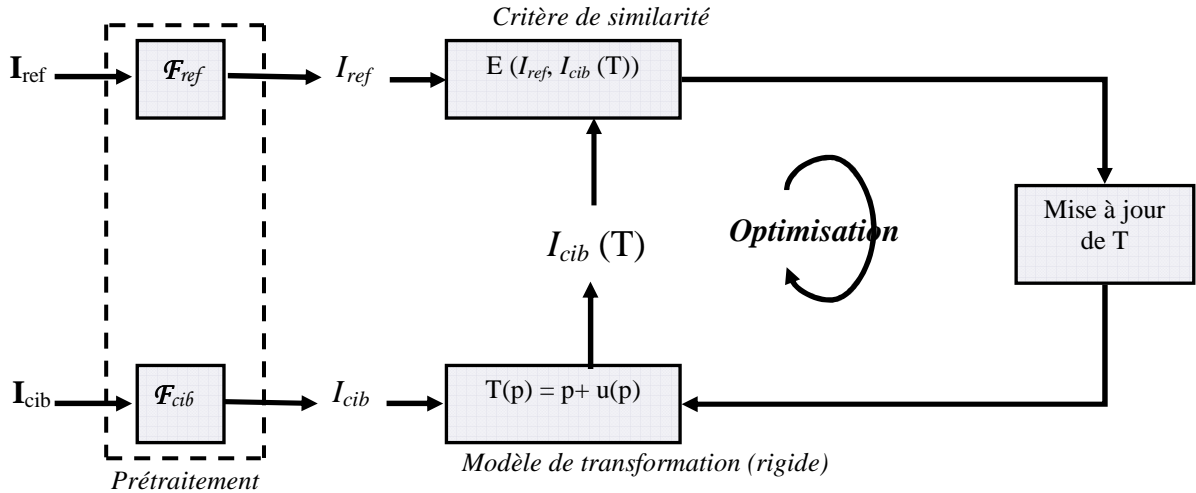 Critère de similarité
I_ref
ℱ_ref
I_ref
E (I_ref, I_cib (T))
Mise à jour
de T
Optimisation
I_cib (T)
I_cib
ℱ_cib
I_cib
T(p) = p+ u(p)
Modèle de transformation (rigide)
Prétraitement